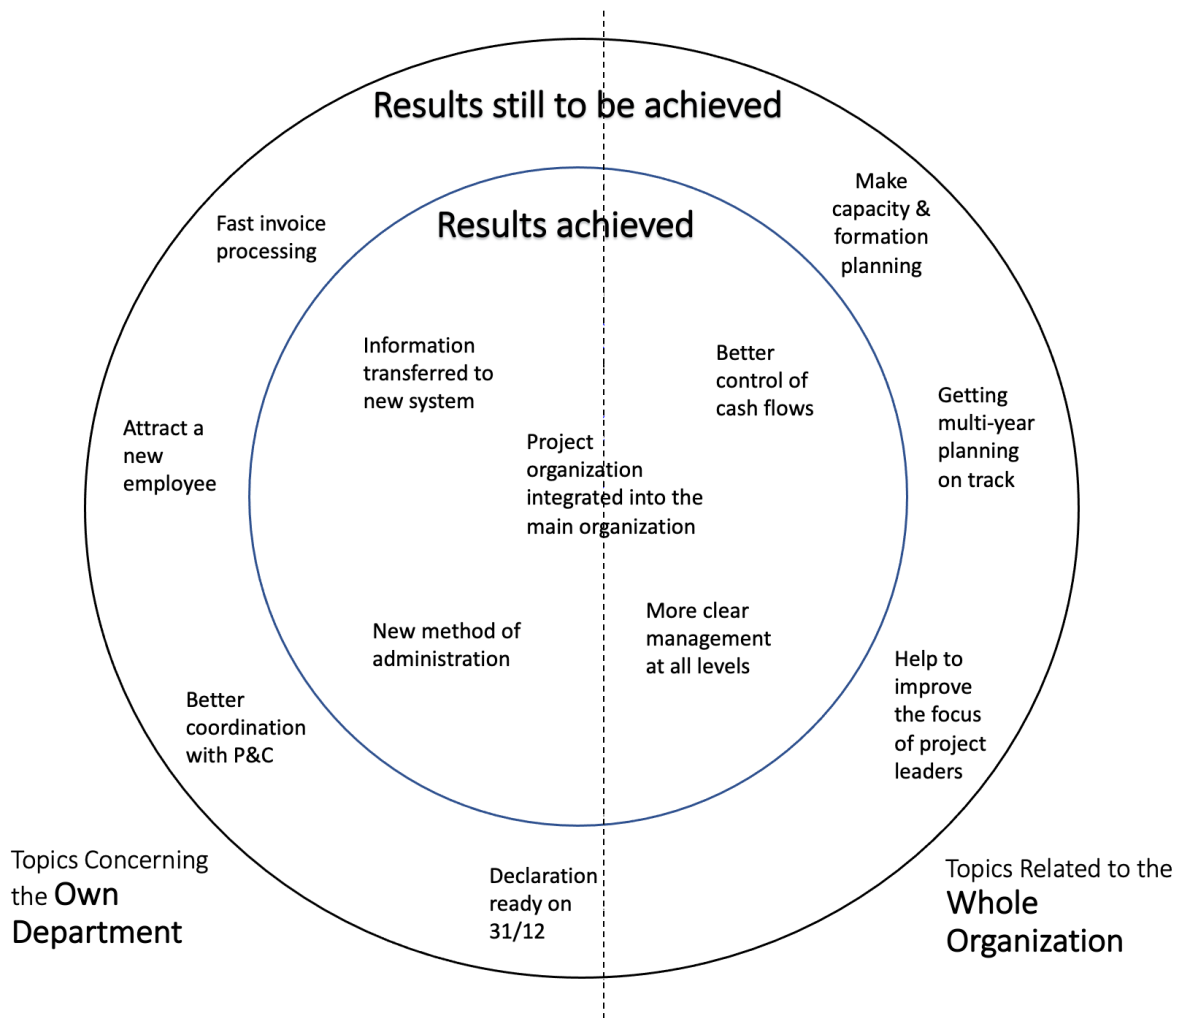 Results still to be achieved
Results achieved
Fast invoice
processing
Make
capacity &
formation
planning
Information
transferred to
new system
Better
control of
cash flows
Attract a
new
employee
Project
organization
integrated into the
main organization
Getting
multi-year
planning
on track
New method of
administration
More clear
management
at all levels
Better
coordination
with P&C
Help to
improve
the focus
of project
leaders
Declaration
ready on
31/12
Topics Concerning
the Own
Department
Topics Related to the
Whole
Organization